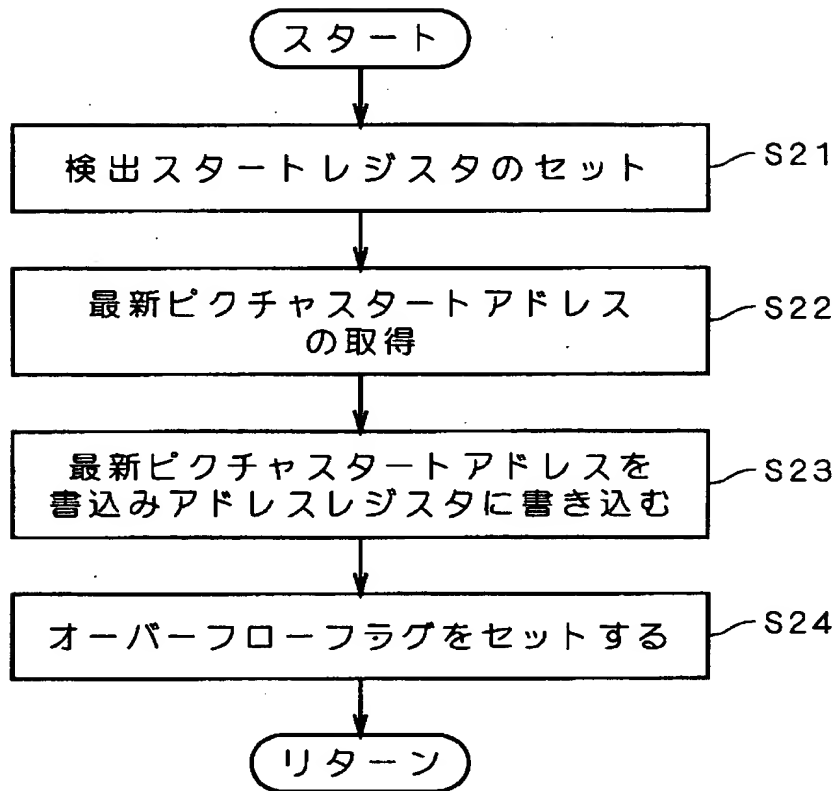 スタート
検出スタートレジスタのセット
S21
最新ピクチャスタートアドレス
の取得
S22
最新ピクチャスタートアドレスを
書込みアドレスレジスタに書き込む
S23
オーバーフローフラグをセットする
S24
リターン